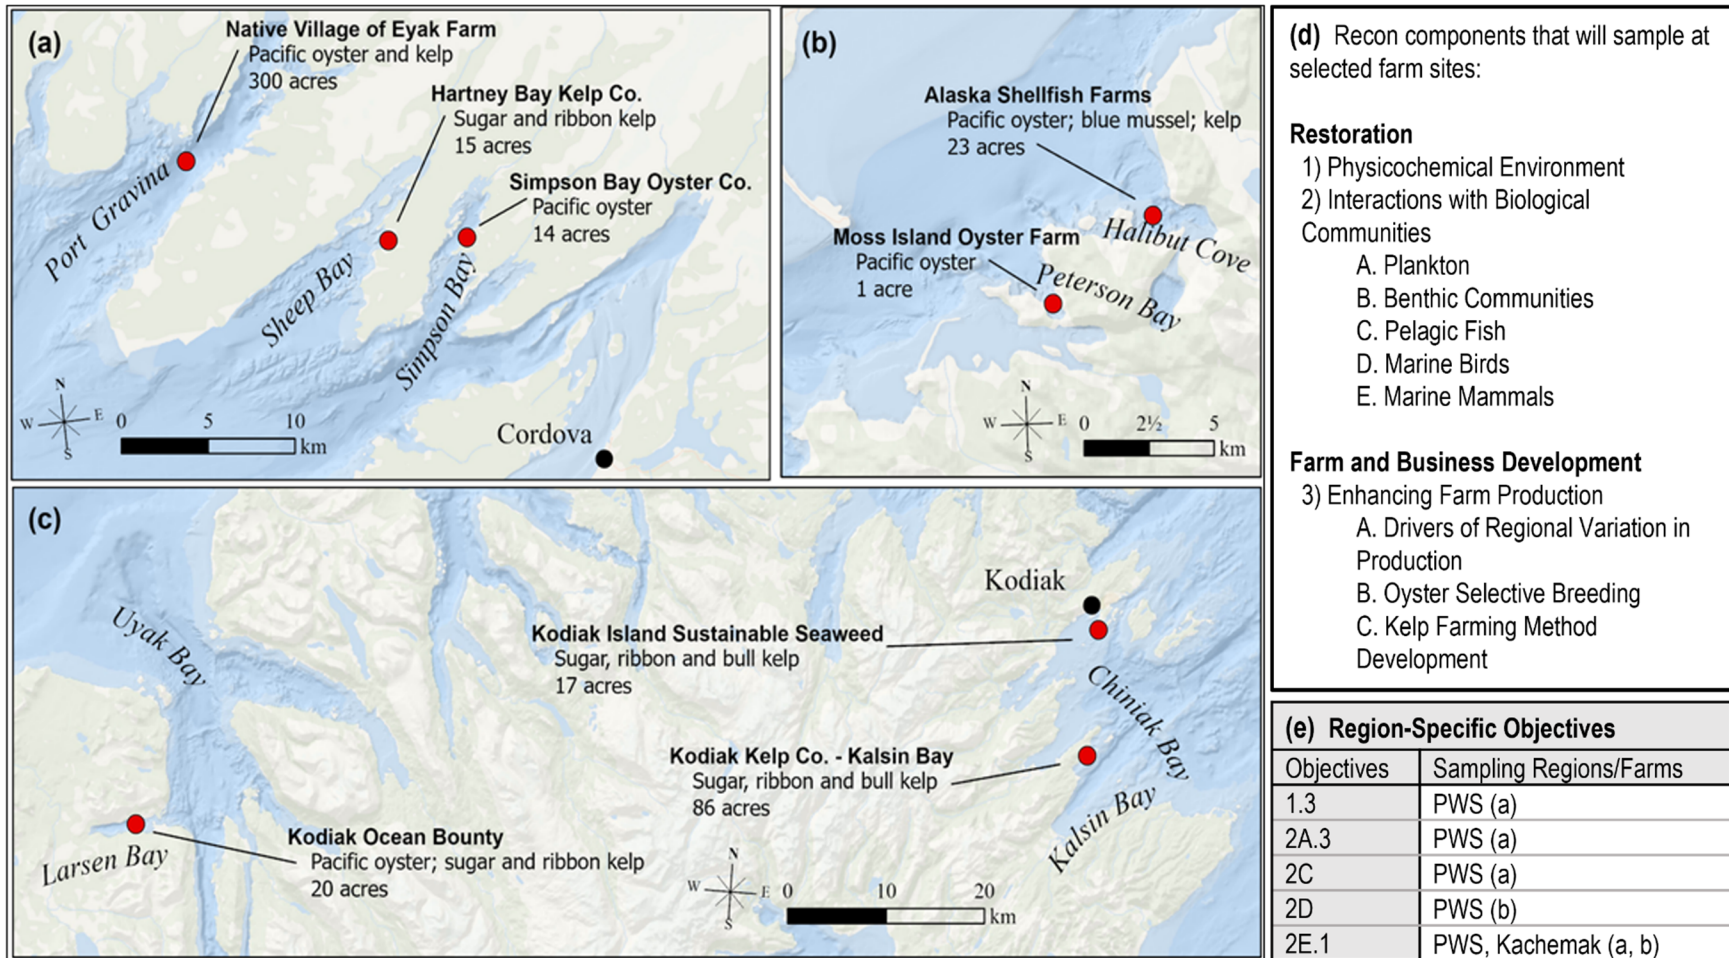 (a)
Native Village of Eyak Farm
Pacific oyster and kelp
300 acres
Hartney Bay Kelp Co.
Sugar and ribbon kelp
15 acres
Simpson Bay Oyster Co.
Pacific oyster
14 acres
Port Gravina
Sheep Bay
Simpson Bay
N
W E
S
0 5 10
km
Cordova
(b)
Alaska Shellfish Farms
Pacific oyster; blue mussel; kelp
23 acres
Halibut Cove
Moss Island Oyster Farm
Pacific oyster
1 acre
Peterson Bay
N
W E
S
0 2½ 5
km
(c)
Uyak Bay
Kodiak
Kodiak Island Sustainable Seaweed
Sugar, ribbon and bull kelp
17 acres
Chiniak Bay
Kodiak Kelp Co. - Kalsin Bay
Sugar, ribbon and bull kelp
86 acres
Kalsin Bay
Larsen Bay
Kodiak Ocean Bounty
Pacific oyster; sugar and ribbon kelp
20 acres
N
W E
S
0 10 20
km
(d) Recon components that will sample at
selected farm sites:
Restoration
1) Physicochemical Environment
2) Interactions with Biological
Communities
A. Plankton
B. Benthic Communities
C. Pelagic Fish
D. Marine Birds
E. Marine Mammals
Farm and Business Development
3) Enhancing Farm Production
A. Drivers of Regional Variation in
Production
B. Oyster Selective Breeding
C. Kelp Farming Method
Development
(e) Region-Specific Objectives
Objectives Sampling Regions/Farms
1.3 PWS (a)
2A.3 PWS (a)
2C PWS (a)
2D PWS (b)
2E.1 PWS, Kachemak (a, b)